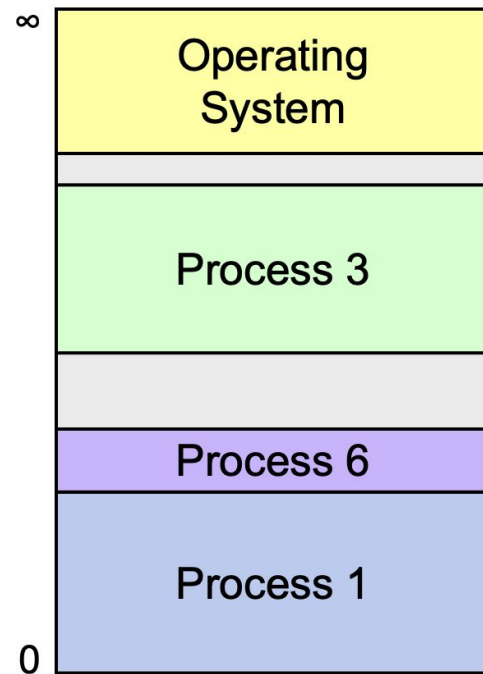 ∞
Operating
System
Process 3
Process 6
Process 1
0